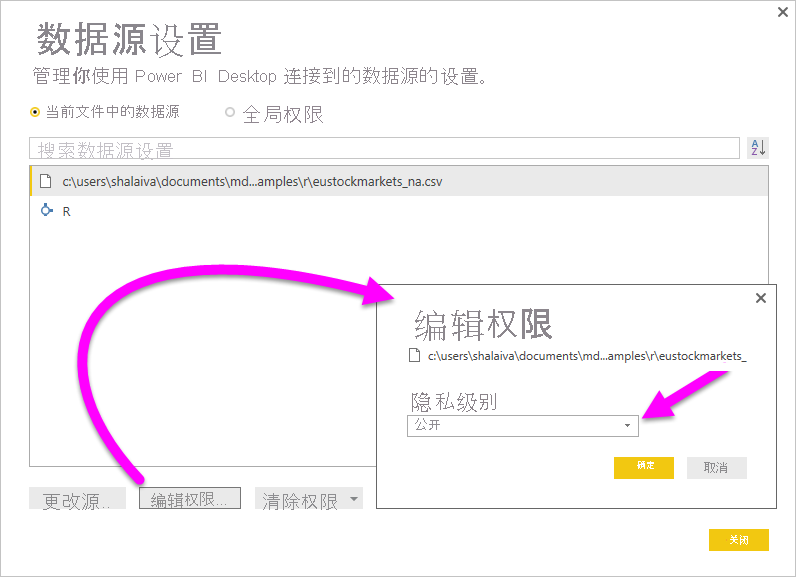 数据源设置
管理你使用 Power BI Desktop 连接到的数据源的设置。
当前文件中的数据源 全局权限
搜索数据源设置
c:\users\shalaiva\documents\md...amples\r\eustockmarkets_na.csv
R
编辑权限
c:\users\shalaiva\documents\md...amples\r\eustockmarkets_
隐私级别
公开
确定 取消
更改源.. 编辑权限... 清除权限
关闭